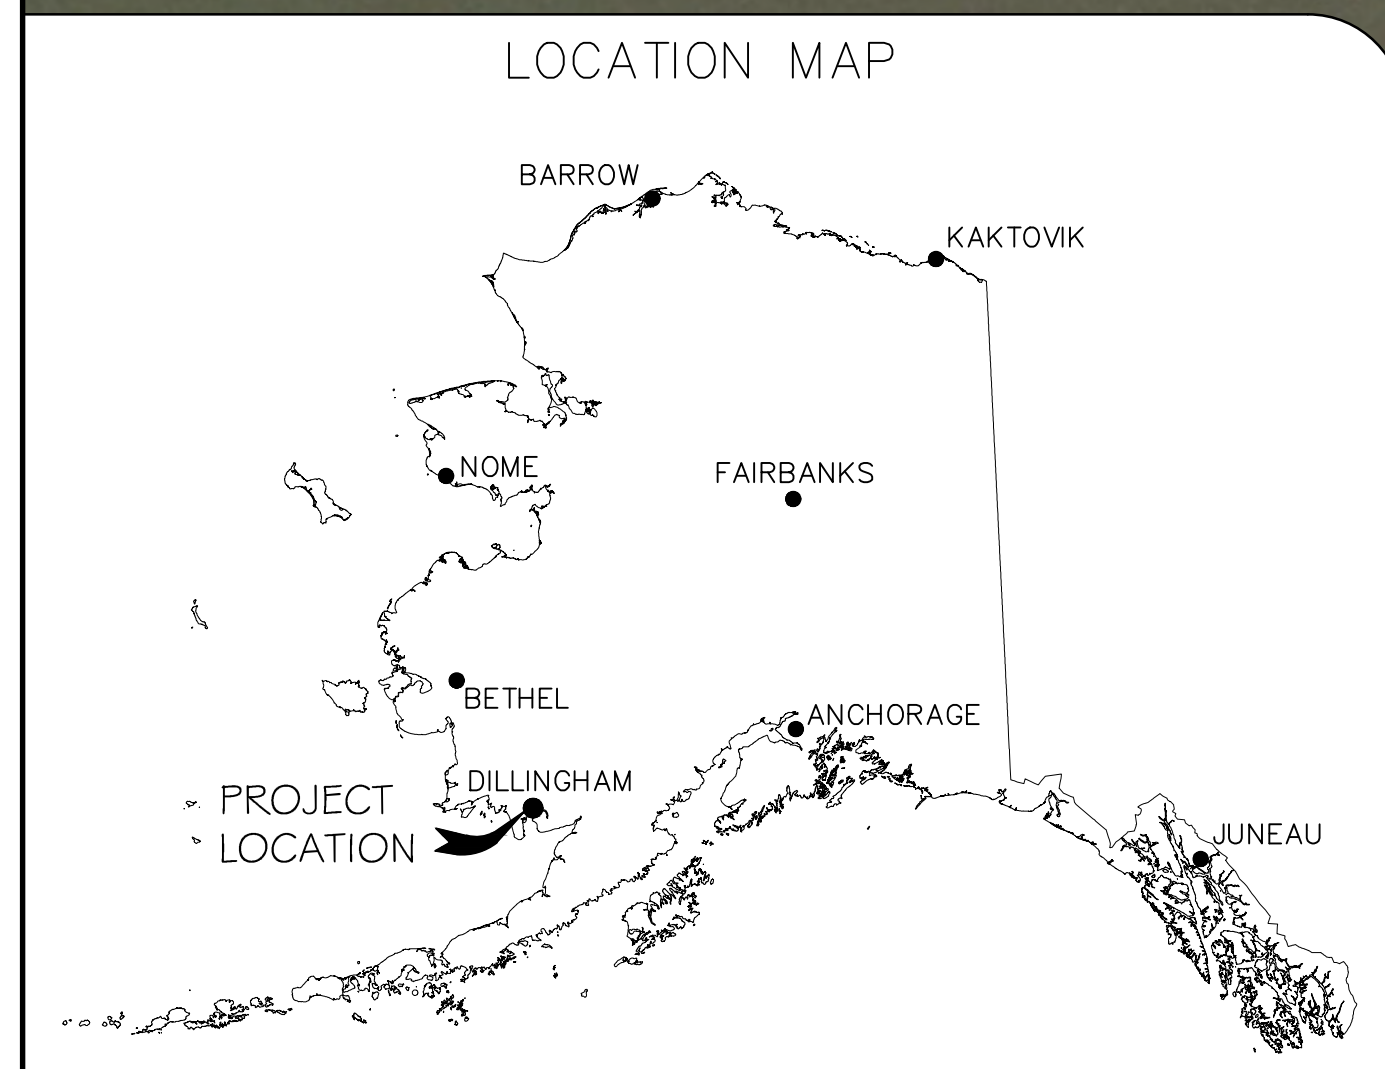 LOCATION MAP
BARROW
KAKTOVIK
NOME
FAIRBANKS
BETHEL
ANCHORAGE
DILLINGHAM
PROJECT
LOCATION
JUNEAU